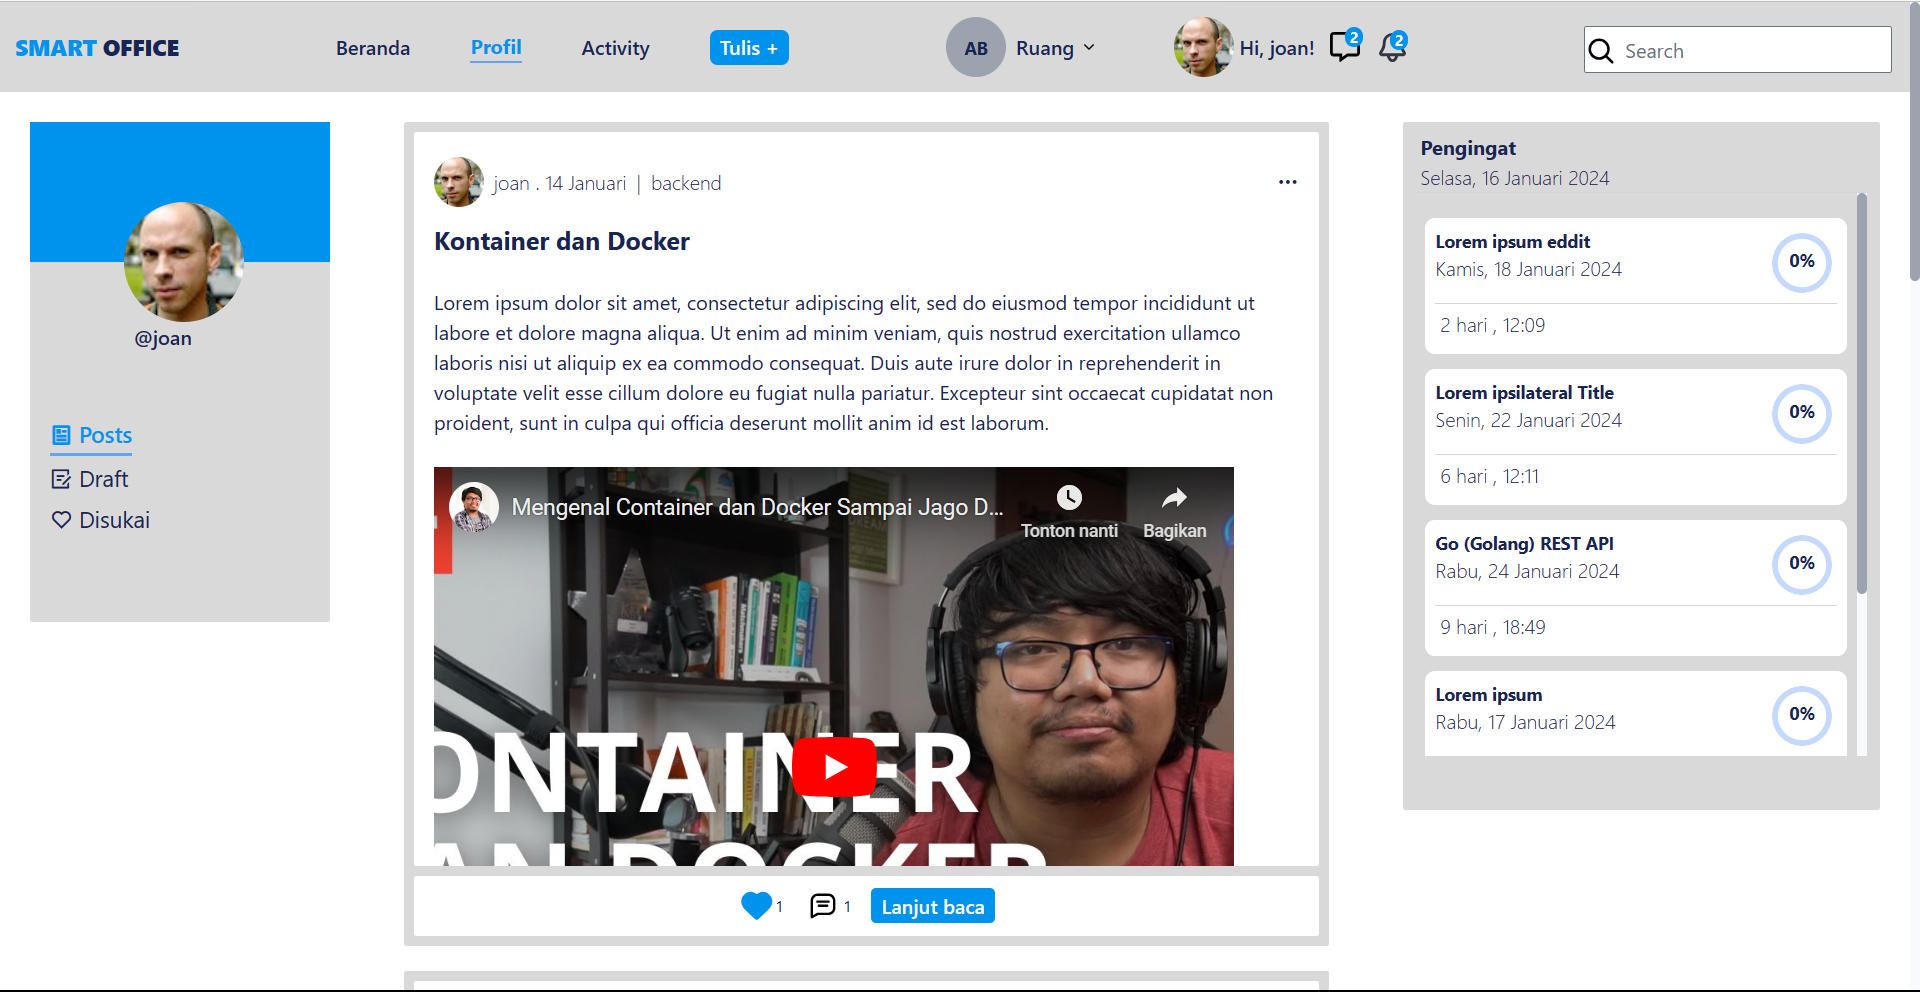 SMART OFFICE
Beranda
Profil
Activity
Tulis +
AB
Ruang
Hi, joan!
2
2
Search
@joan
Posts
Draft
Disukai
joan . 14 Januari | backend
Kontainer dan Docker
Lorem ipsum dolor sit amet, consectetur adipiscing elit, sed do eiusmod tempor incididunt ut
labore et dolore magna aliqua. Ut enim ad minim veniam, quis nostrud exercitation ullamco
laboris nisi ut aliquip ex ea commodo consequat. Duis aute irure dolor in reprehenderit in
voluptate velit esse cillum dolore eu fugiat nulla pariatur. Excepteur sint occaecat cupidatat non
proident, sunt in culpa qui officia deserunt mollit anim id est laborum.
Mengenal Container dan Docker Sampai Jago D...
Tonton nanti
Bagikan
ONTAINER
AN DOCKER
1
1
Lanjut baca
Pengingat
Selasa, 16 Januari 2024
Lorem ipsum eddit
Kamis, 18 Januari 2024
0%
2 hari , 12:09
Lorem ipsilateral Title
Senin, 22 Januari 2024
0%
6 hari , 12:11
Go (Golang) REST API
Rabu, 24 Januari 2024
0%
9 hari , 18:49
Lorem ipsum
Rabu, 17 Januari 2024
0%